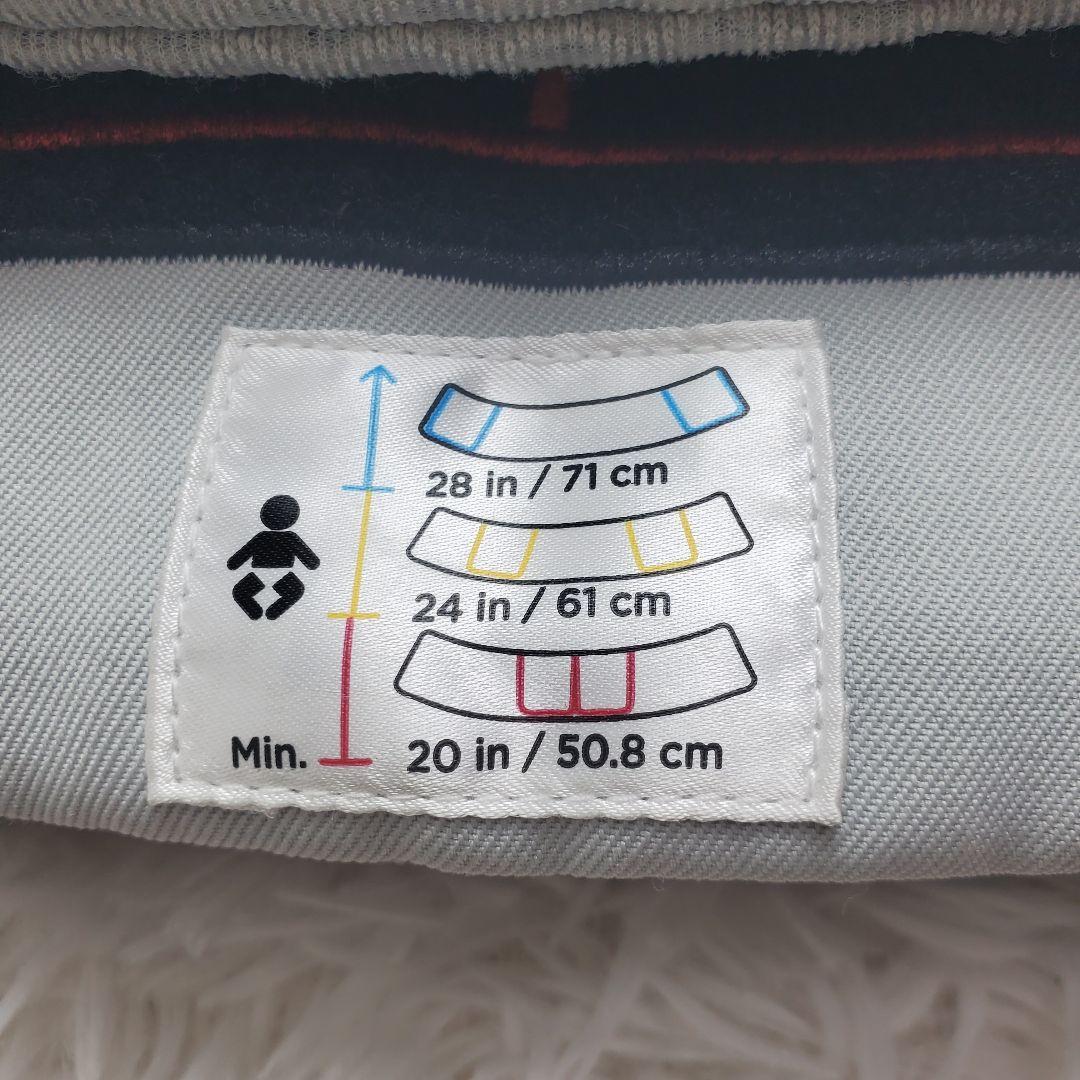 28 in / 71 cm
24 in / 61 cm
Min. 20 in / 50.8 cm